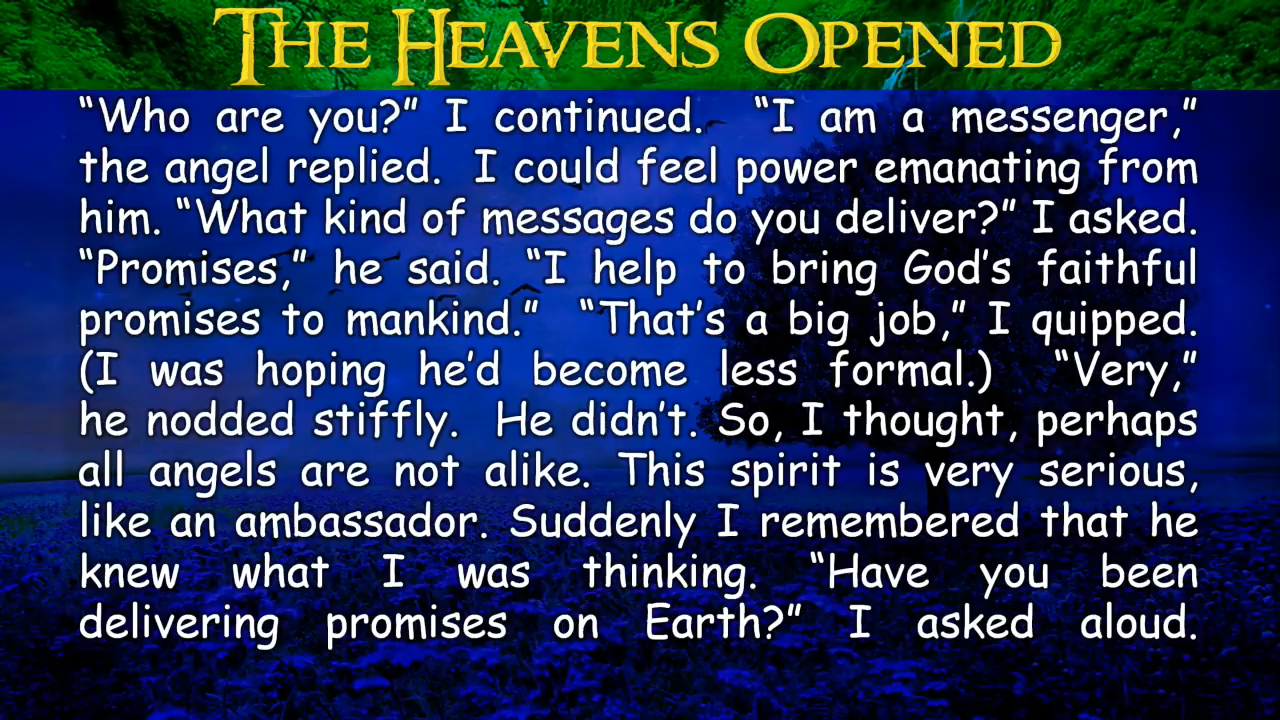 THE HEAVENS OPENED
“Who are you?” I continued. “I am a messenger,”
the angel replied. I could feel power emanating from
him. “What kind of messages do you deliver?” I asked.
“Promises,” he said. “I help to bring God’s faithful
promises to mankind.” “That’s a big job,” I quipped.
(I was hoping he’d become less formal.) “Very,”
he nodded stiffly. He didn’t. So, I thought, perhaps
all angels are not alike. This spirit is very serious,
like an ambassador. Suddenly I remembered that he
knew what I was thinking. “Have you been
delivering promises on Earth?” I asked aloud.